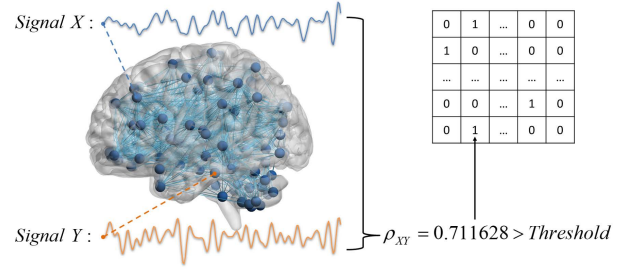 Signal X :
0 1 ... 0 0
1 0 ... 0 0
... ... ... ... ...
0 0 ... 1 0
0 1 ... 0 0
Signal Y :
ρ_XY = 0.711628 > Threshold